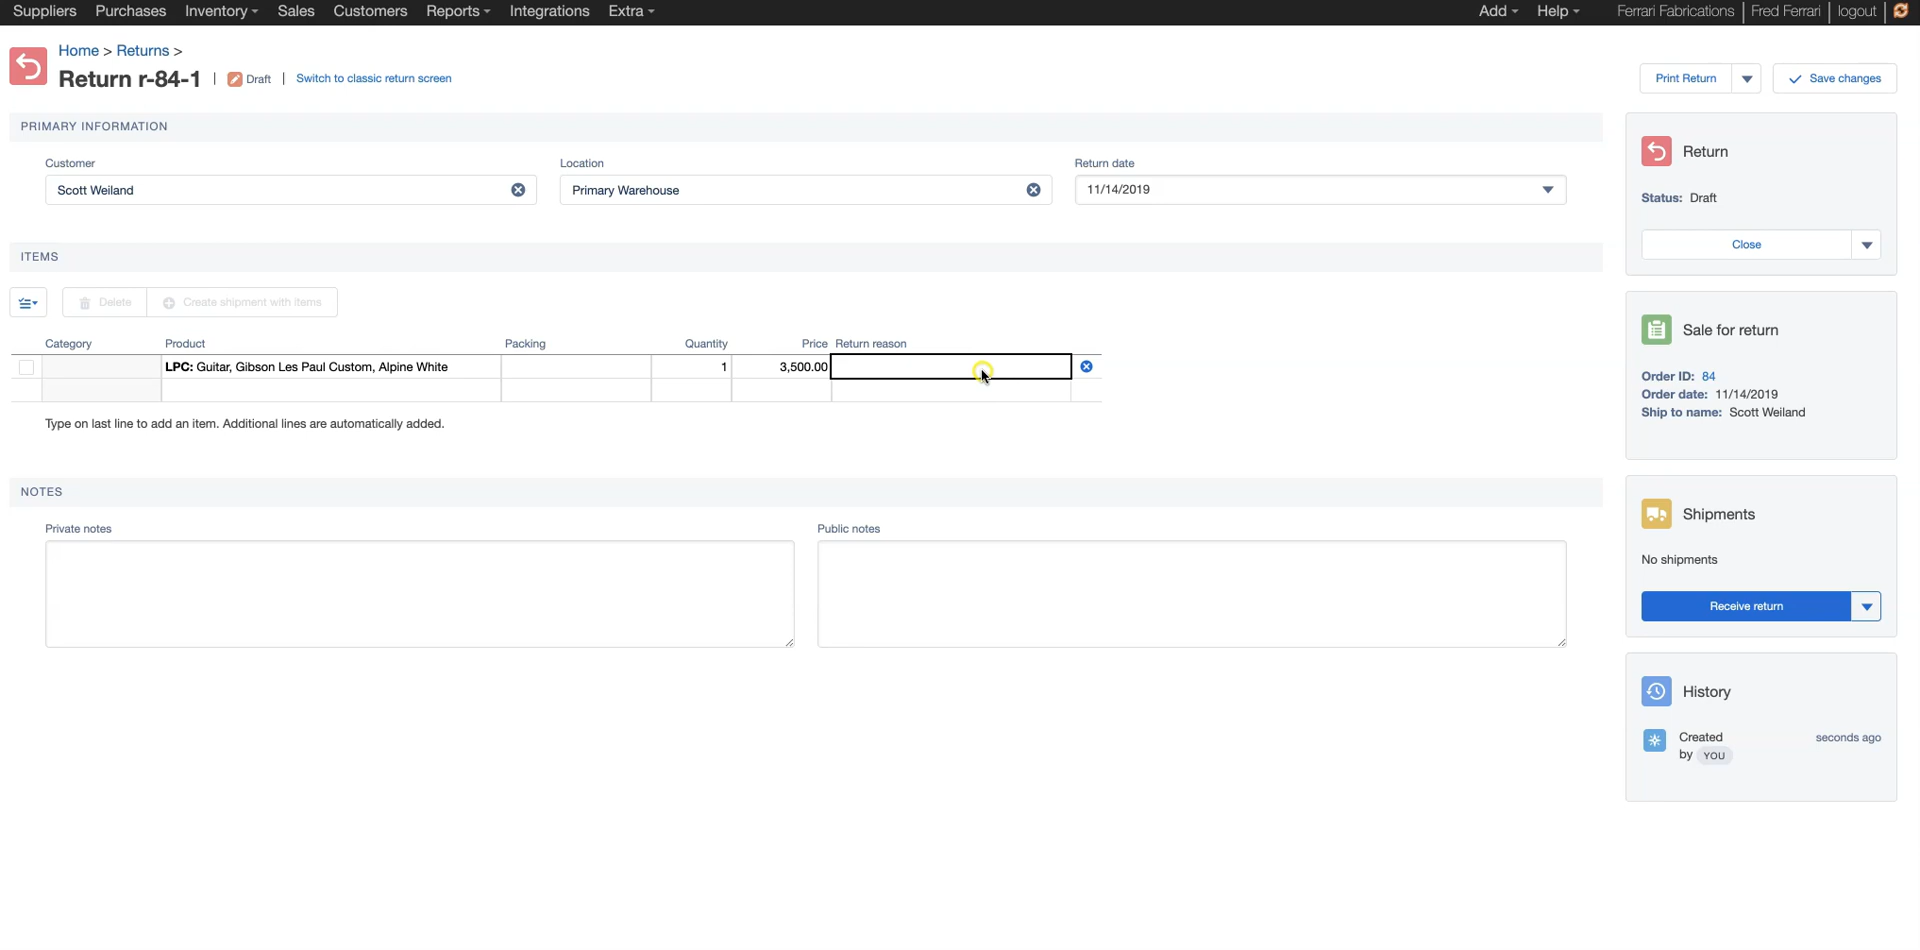 Suppliers Purchases Inventory Sales Customers Reports Integrations Extra Add Help Ferrari Fabrications Fred Ferrari logout
Home > Returns >
Return r-84-1 | Draft | Switch to classic return screen
Print Return Save changes
PRIMARY INFORMATION
Customer Location Return date
Scott Weiland Primary Warehouse 11/14/2019
ITEMS
Delete Create shipment with items
Category Product Packing Quantity Price Return reason
LPC: Guitar, Gibson Les Paul Custom, Alpine White 1 3,500.00
Type on last line to add an item. Additional lines are automatically added.
NOTES
Private notes Public notes
Return
Status: Draft
Close
Sale for return
Order ID: 84
Order date: 11/14/2019
Ship to name: Scott Weiland
Shipments
No shipments
Receive return
History
Created seconds ago
by YOU